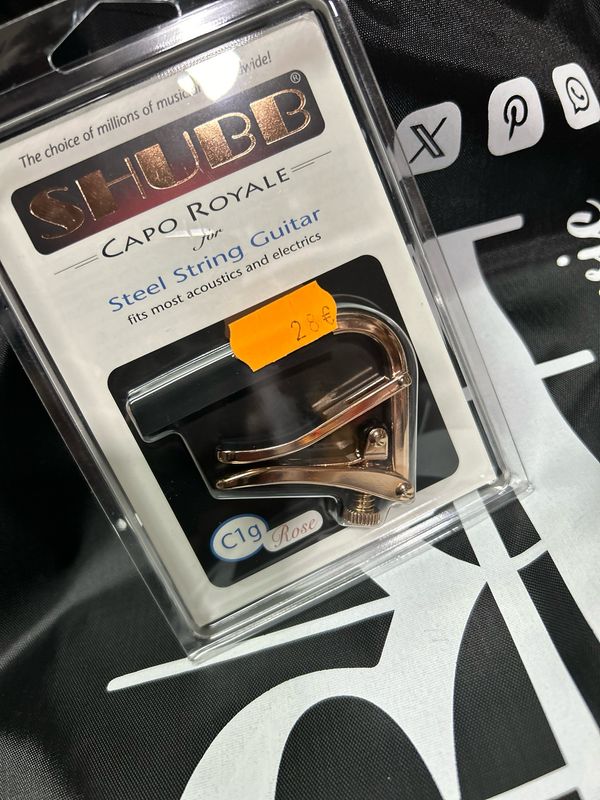 The choice of millions of musicians worldwide!
SHUBB®
CAPO ROYALE
for
Steel String Guitar
fits most acoustics and electrics
28€
C1g Rose